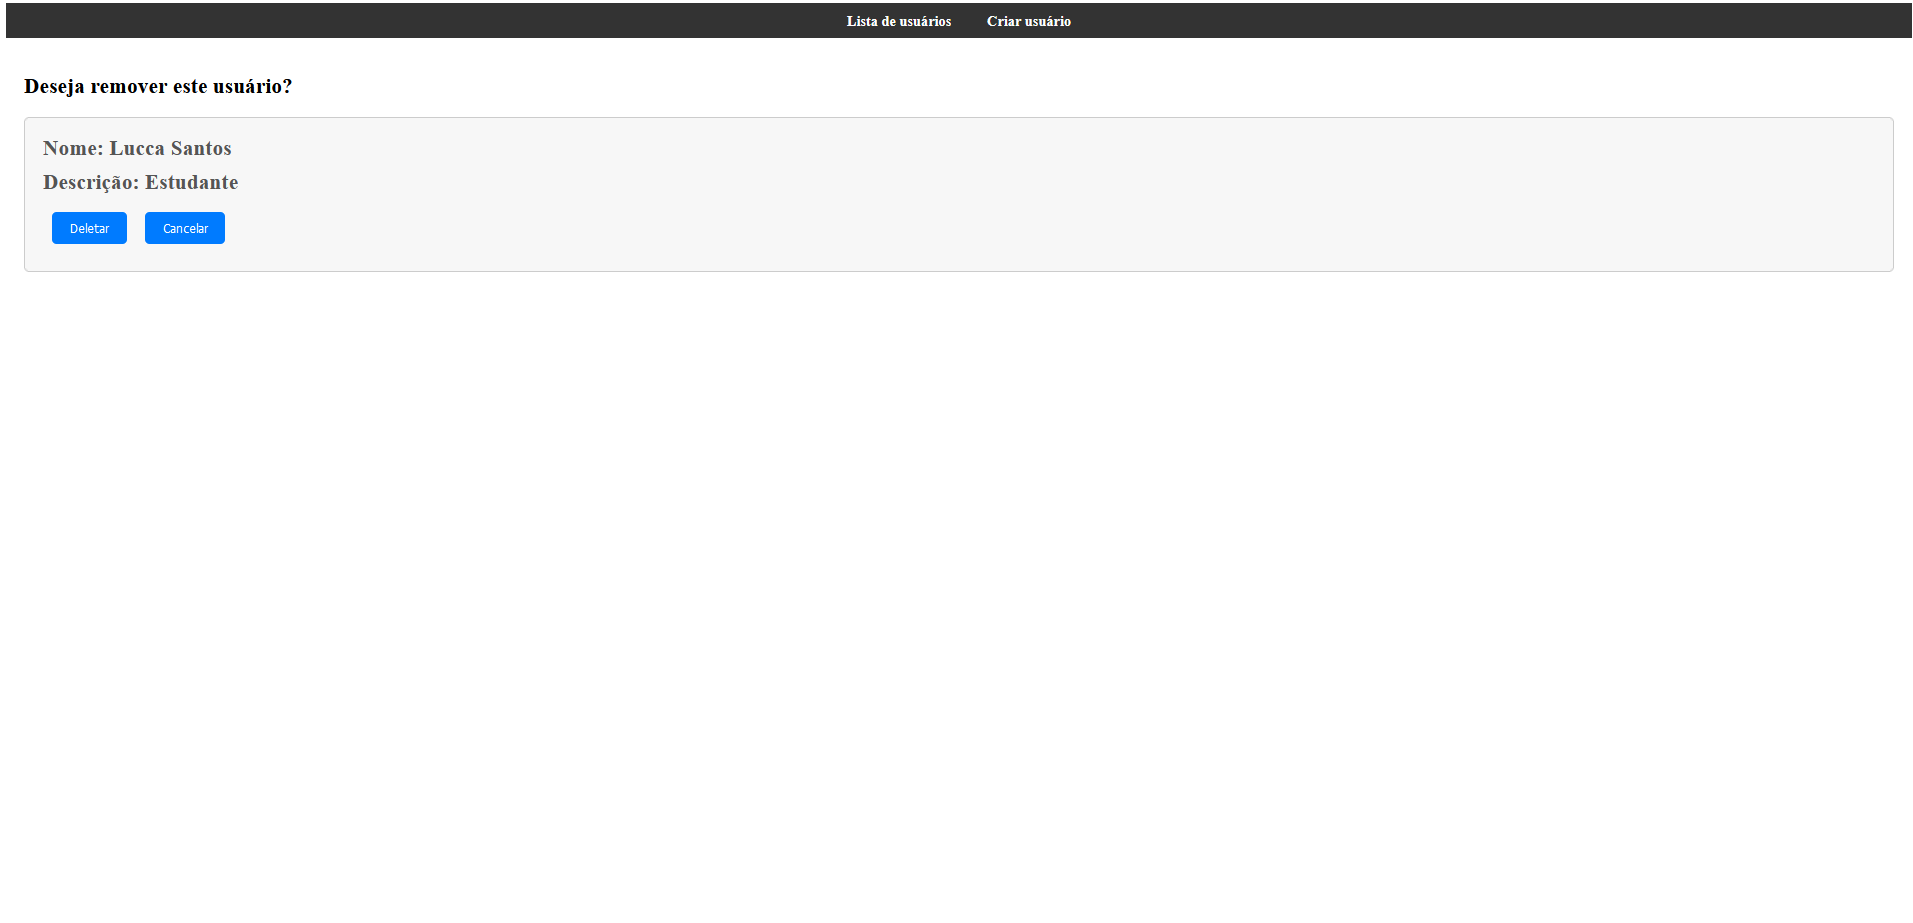 Lista de usuários Criar usuário
Deseja remover este usuário?
Nome: Lucca Santos
Descrição: Estudante
Deletar Cancelar